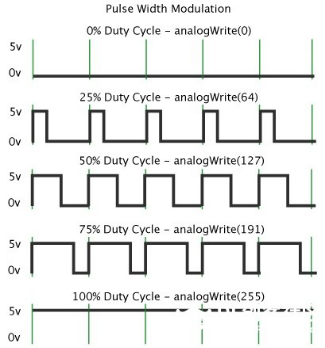 Pulse Width Modulation
0% Duty Cycle – analogWrite(0)
5v
0v
25% Duty Cycle – analogWrite(64)
5v
0v
50% Duty Cycle – analogWrite(127)
5v
0v
75% Duty Cycle – analogWrite(191)
5v
0v
100% Duty Cycle – analogWrite(255)
5v
0v